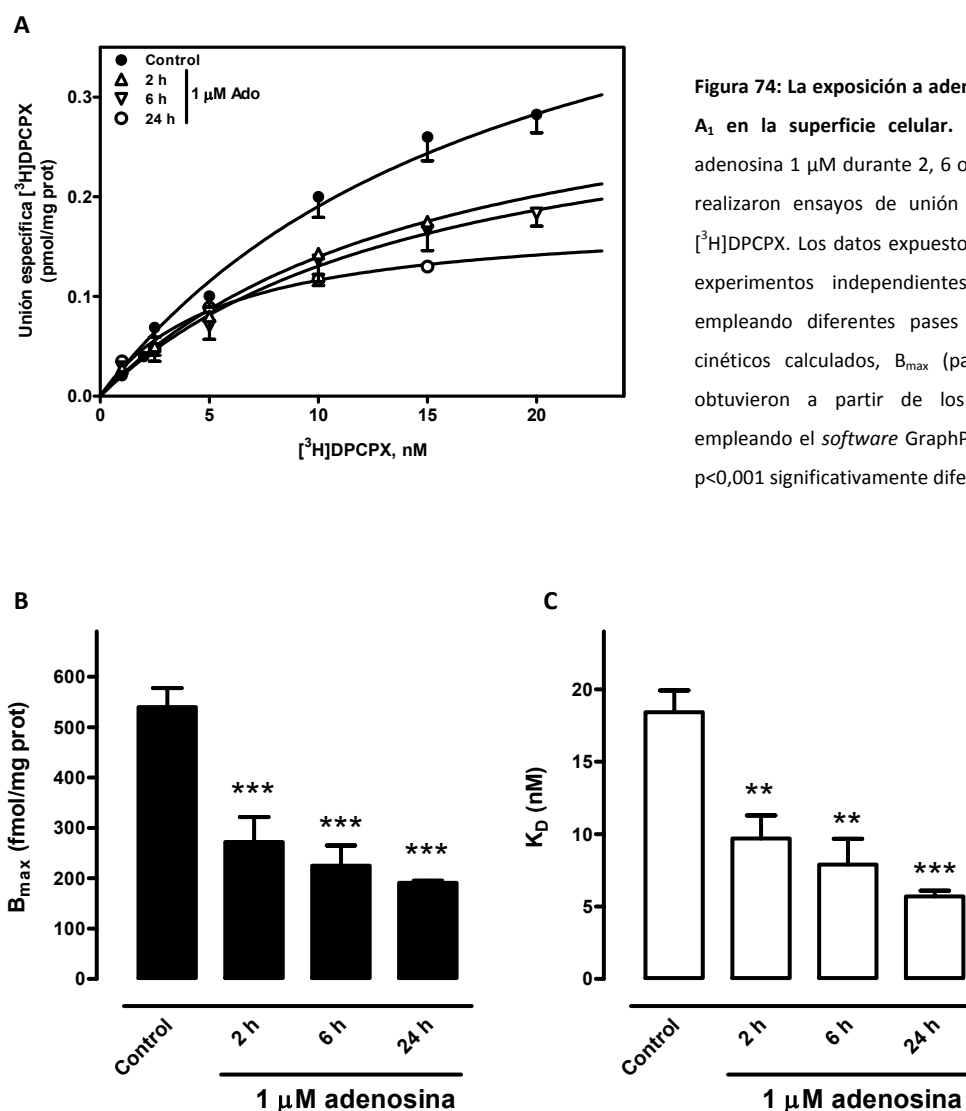 A
Control
2 h
6 h
24 h
1 μM Ado
Unión específica [³H]DPCPX
(pmol/mg prot)
0.3
0.2
0.1
0.0
0
5
10
15
20
[³H]DPCPX, nM
Figura 74: La exposición a aden
A₁ en la superficie celular.
adenosina 1 μM durante 2, 6 o
realizaron ensayos de unión
[³H]DPCPX. Los datos expuesto
experimentos independientes
empleando diferentes pases
cinéticos calculados, Bmax (pa
obtuvieron a partir de los
empleando el software GraphP
p<0,001 significativamente dife
B
Bmax (fmol/mg prot)
600
500
400
300
200
100
0
***
***
***
Control
2 h
6 h
24 h
1 μM adenosina
C
KD (nM)
20
15
10
5
0
**
**
***
Control
2 h
6 h
24 h
1 μM adenosina